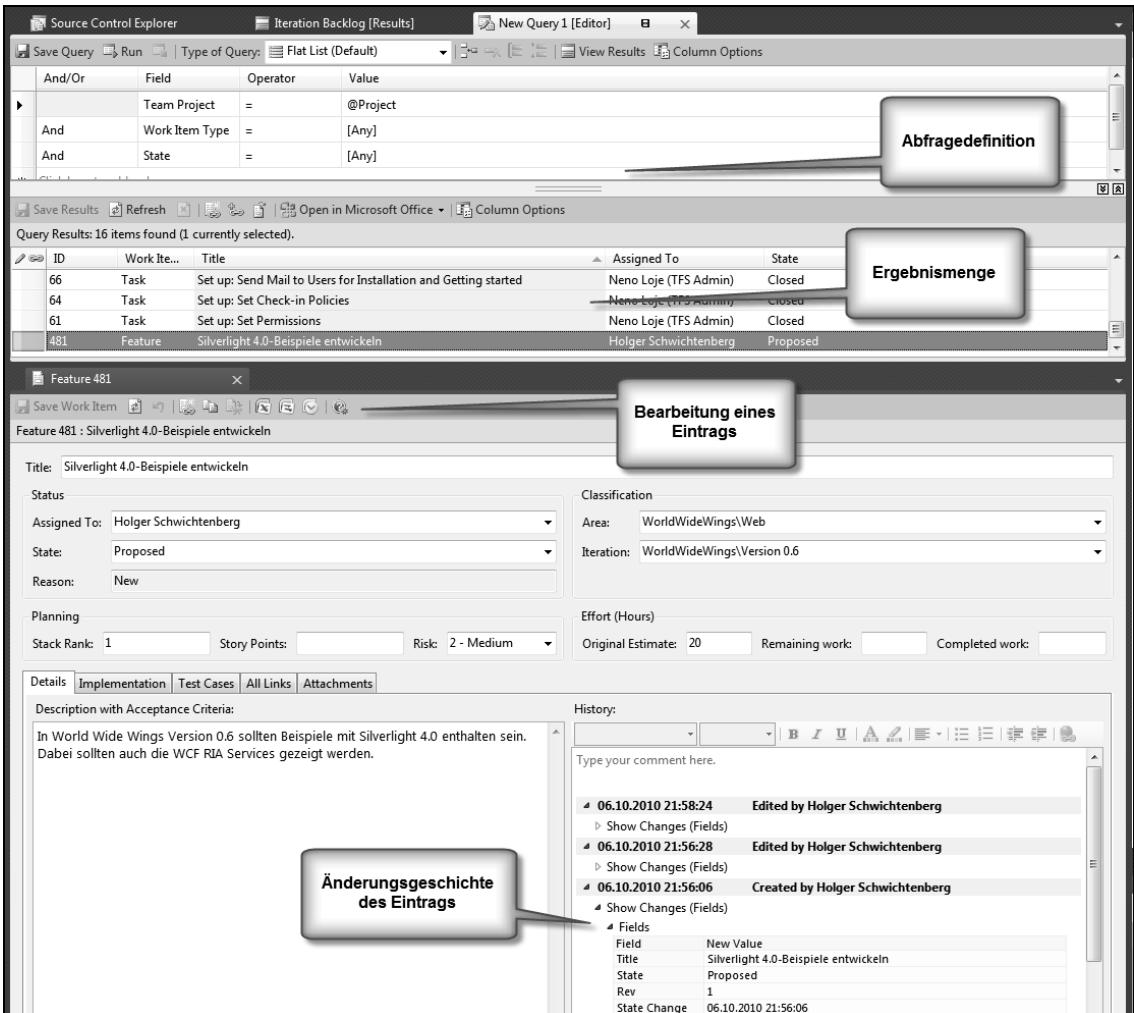 Source Control Explorer Iteration Backlog [Results] New Query 1 [Editor]
Save Query Run Type of Query: Flat List (Default) View Results Column Options
And/Or Field Operator Value
Team Project = @Project
And Work Item Type = [Any]
And State = [Any]
Abfragedefinition
Save Results Refresh Open in Microsoft Office Column Options
Query Results: 16 items found (1 currently selected).
ID Work Ite... Title Assigned To State
66 Task Set up: Send Mail to Users for Installation and Getting started Neno Loje (TFS Admin) Closed
64 Task Set up: Set Check-in Policies Neno Loje (TFS Admin) Closed
61 Task Set up: Set Permissions Neno Loje (TFS Admin) Closed
481 Feature Silverlight 4.0-Beispiele entwickeln Holger Schwichtenberg Proposed
Ergebnismenge
Feature 481
Save Work Item
Bearbeitung eines
Eintrags
Feature 481 : Silverlight 4.0-Beispiele entwickeln
Title: Silverlight 4.0-Beispiele entwickeln
Status Classification
Assigned To: Holger Schwichtenberg Area: WorldWideWings\Web
State: Proposed Iteration: WorldWideWings\Version 0.6
Reason: New
Planning Effort (Hours)
Stack Rank: 1 Story Points: Risk: 2 - Medium Original Estimate: 20 Remaining work: Completed work:
Details Implementation Test Cases All Links Attachments
Description with Acceptance Criteria: History:
In World Wide Wings Version 0.6 sollten Beispiele mit Silverlight 4.0 enthalten sein.
Dabei sollten auch die WCF RIA Services gezeigt werden.
B I U A
Type your comment here.
06.10.2010 21:58:24 Edited by Holger Schwichtenberg
Show Changes (Fields)
06.10.2010 21:56:28 Edited by Holger Schwichtenberg
Show Changes (Fields)
06.10.2010 21:56:06 Created by Holger Schwichtenberg
Show Changes (Fields)
Fields
Field New Value
Title Silverlight 4.0-Beispiele entwickeln
State Proposed
Rev 1
State Change 06.10.2010 21:56:06
Änderungsgeschichte
des Eintrags